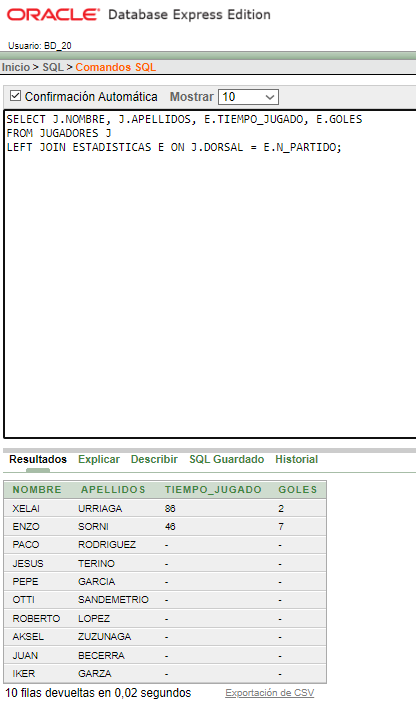 ORACLE® Database Express Edition
Usuario: BD_20
Inicio > SQL > Comandos SQL
Confirmación Automática Mostrar 10
SELECT J.NOMBRE, J.APELLIDOS, E.TIEMPO_JUGADO, E.GOLES
FROM JUGADORES J
LEFT JOIN ESTADISTICAS E ON J.DORSAL = E.N_PARTIDO;
Resultados Explicar Describir SQL Guardado Historial
NOMBRE APELLIDOS TIEMPO_JUGADO GOLES
XELAI URRIAGA 86 2
ENZO SORNI 46 7
PACO RODRIGUEZ - -
JESUS TERINO - -
PEPE GARCIA - -
OTTI SANDEMETRIO - -
ROBERTO LOPEZ - -
AKSEL ZUZUNAGA - -
JUAN BECERRA - -
IKER GARZA - -
10 filas devueltas en 0,02 segundos Exportación de CSV